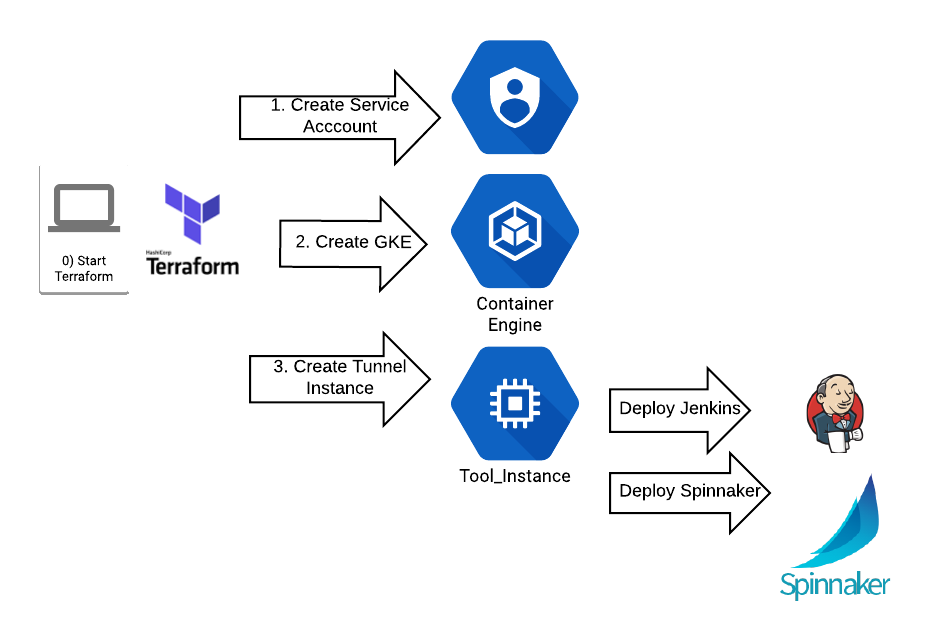 1. Create Service
Acccount
0) Start
Terraform
HashiCorp
Terraform
2. Create GKE
Container
Engine
3. Create Tunnel
Instance
Tool_Instance
Deploy Jenkins
Deploy Spinnaker
Spinnaker